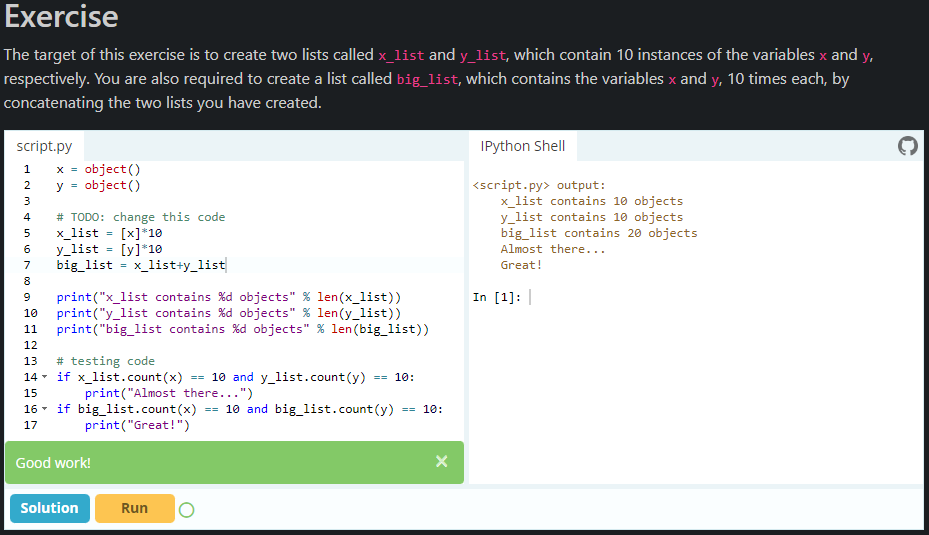 Exercise
The target of this exercise is to create two lists called x_list and y_list, which contain 10 instances of the variables x and y,
respectively. You are also required to create a list called big_list, which contains the variables x and y, 10 times each, by
concatenating the two lists you have created.
script.py
1 x = object()
2 y = object()
3
4 # TODO: change this code
5 x_list = [x]*10
6 y_list = [y]*10
7 big_list = x_list+y_list
8
9 print("x_list contains %d objects" % len(x_list))
10 print("y_list contains %d objects" % len(y_list))
11 print("big_list contains %d objects" % len(big_list))
12
13 # testing code
14 if x_list.count(x) == 10 and y_list.count(y) == 10:
15     print("Almost there...")
16 if big_list.count(x) == 10 and big_list.count(y) == 10:
17     print("Great!")
Good work!
Solution
Run
IPython Shell
<script.py> output:
    x_list contains 10 objects
    y_list contains 10 objects
    big_list contains 20 objects
    Almost there...
    Great!
In [1]: